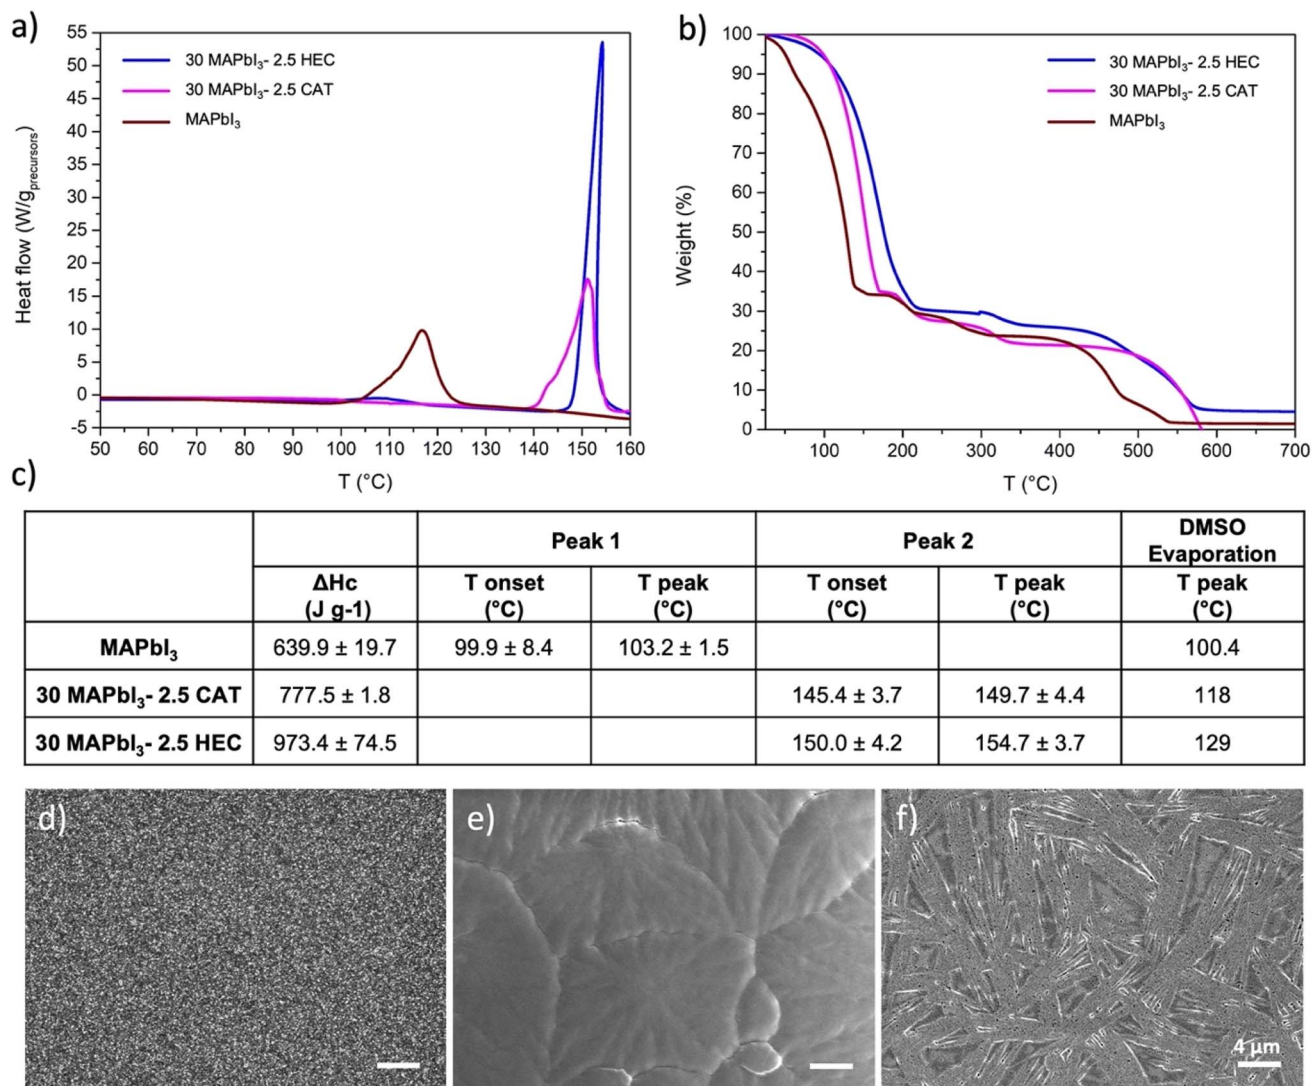 a)
55
50
45
40
35
30
25
20
15
10
5
0
-5
Heat flow (W/g_precursors)
30 MAPbI₃- 2.5 HEC
30 MAPbI₃- 2.5 CAT
MAPbI₃
50 60 70 80 90 100 110 120 130 140 150 160
T (°C)
b)
100
90
80
70
60
50
40
30
20
10
0
Weight (%)
30 MAPbI₃- 2.5 HEC
30 MAPbI₃- 2.5 CAT
MAPbI₃
100 200 300 400 500 600 700
T (°C)
c)
Peak 1 Peak 2 DMSO
Evaporation
ΔHc T onset T peak T onset T peak T peak
(J g-1) (°C) (°C) (°C) (°C) (°C)
MAPbI₃ 639.9 ± 19.7 99.9 ± 8.4 103.2 ± 1.5 100.4
30 MAPbI₃- 2.5 CAT 777.5 ± 1.8 145.4 ± 3.7 149.7 ± 4.4 118
30 MAPbI₃- 2.5 HEC 973.4 ± 74.5 150.0 ± 4.2 154.7 ± 3.7 129
d)
e)
f)
4 μm